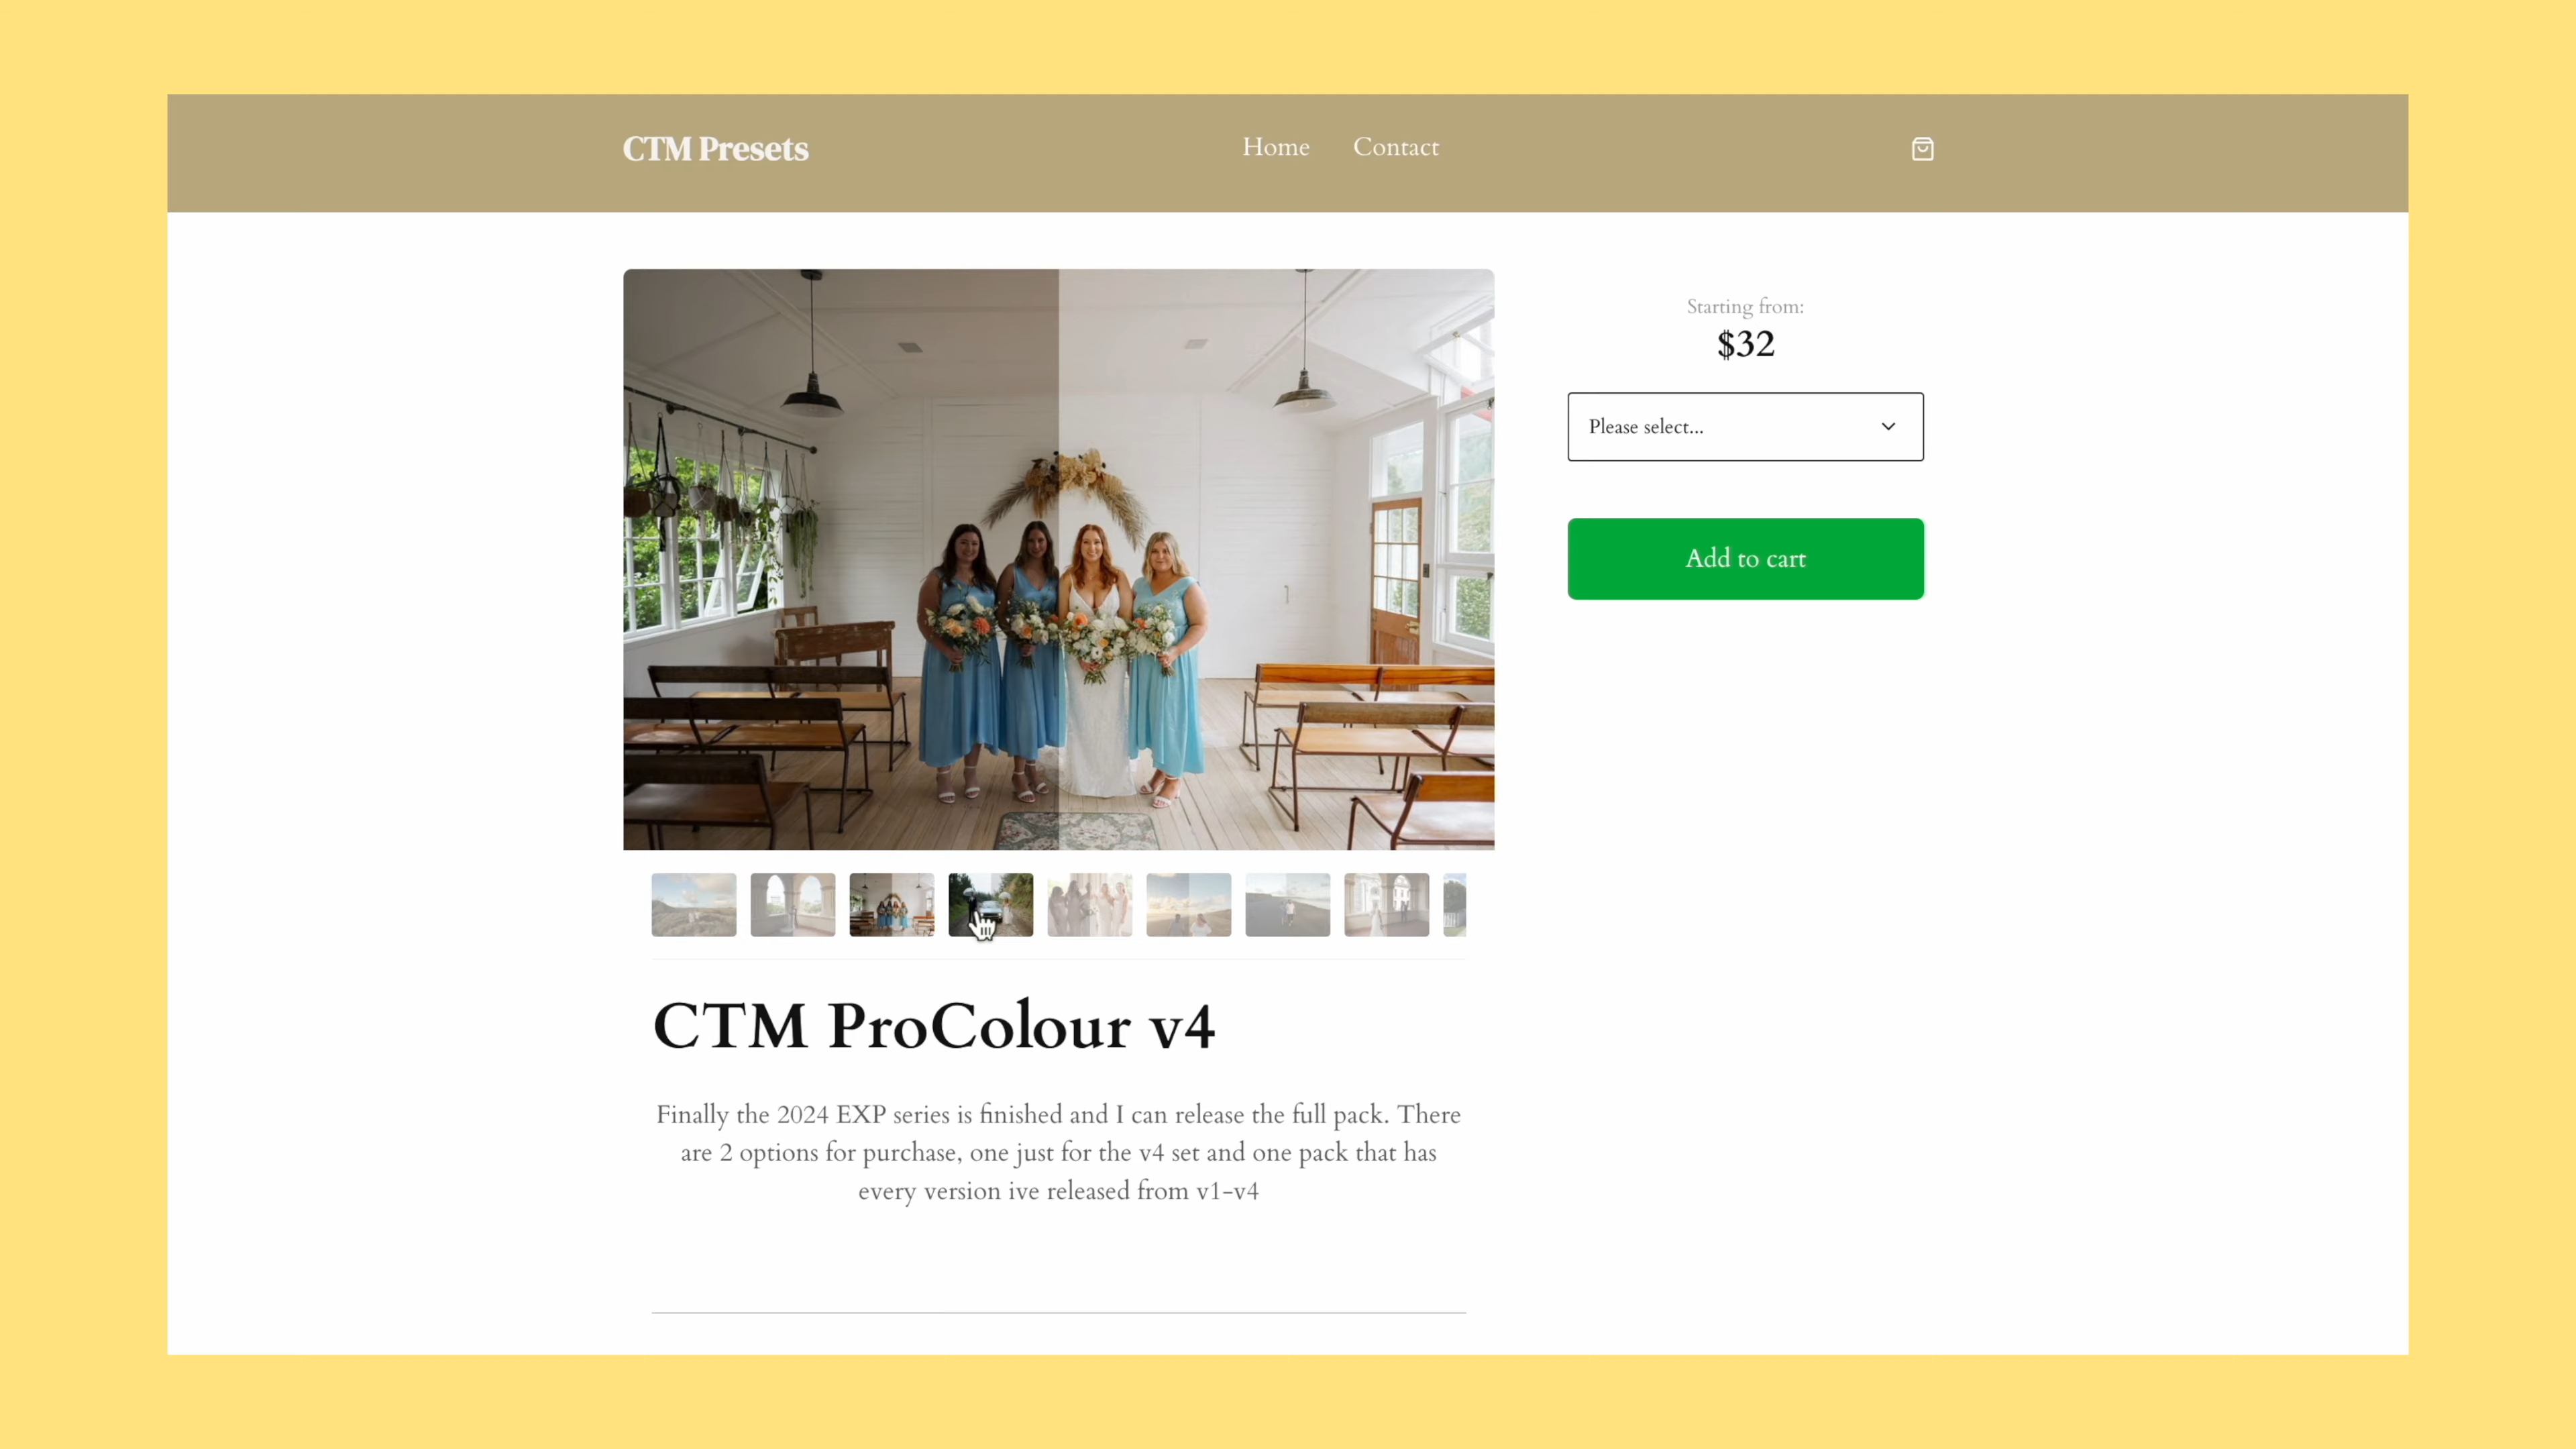 CTM Presets
Home
Contact
Starting from:
$32
Please select...
Add to cart
CTM ProColour v4
Finally the 2024 EXP series is finished and I can release the full pack. There
are 2 options for purchase, one just for the v4 set and one pack that has
every version ive released from v1-v4